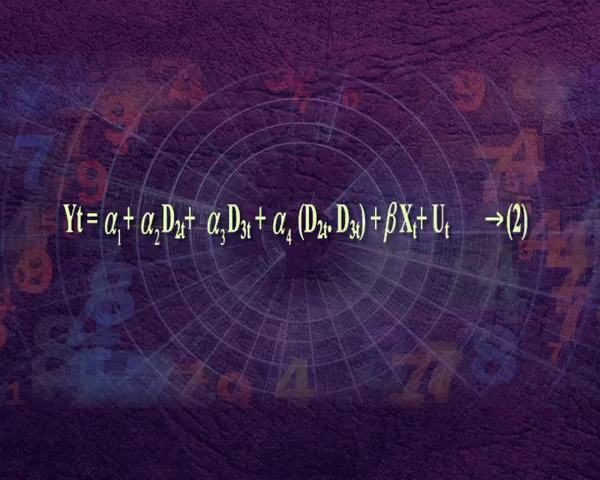 Yt = α₁ + α₂D₂t + α₃D₃t + α₄ (D₂t. D₃t) + βXt + Ut →(2)